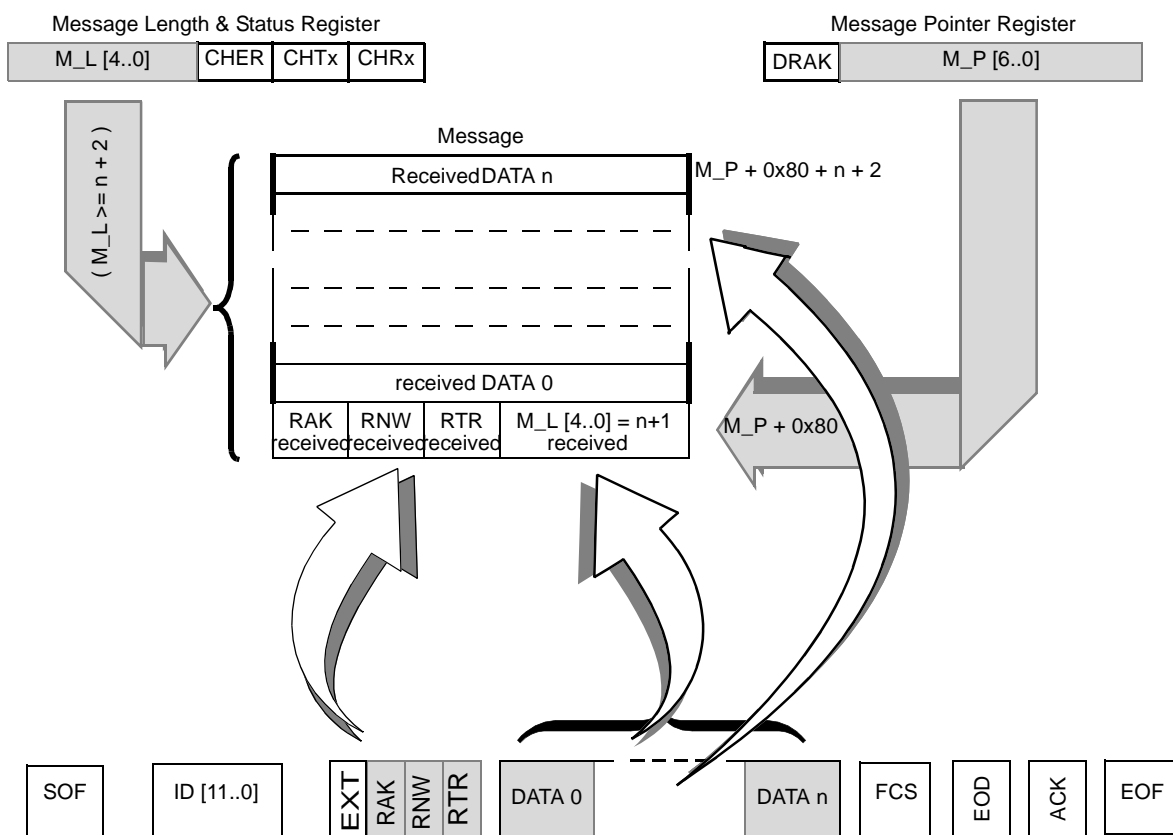 Message Length & Status Register
Message Pointer Register
M_L [4..0] CHER CHTx CHRx
DRAK M_P [6..0]
( M_L >= n + 2 )
Message
ReceivedDATA n
M_P + 0x80 + n + 2
received DATA 0
RAK RNW RTR M_L [4..0] = n+1
received received received received
M_P + 0x80
SOF ID [11..0] EXT RAK RNW RTR DATA 0 DATA n FCS EOD ACK EOF